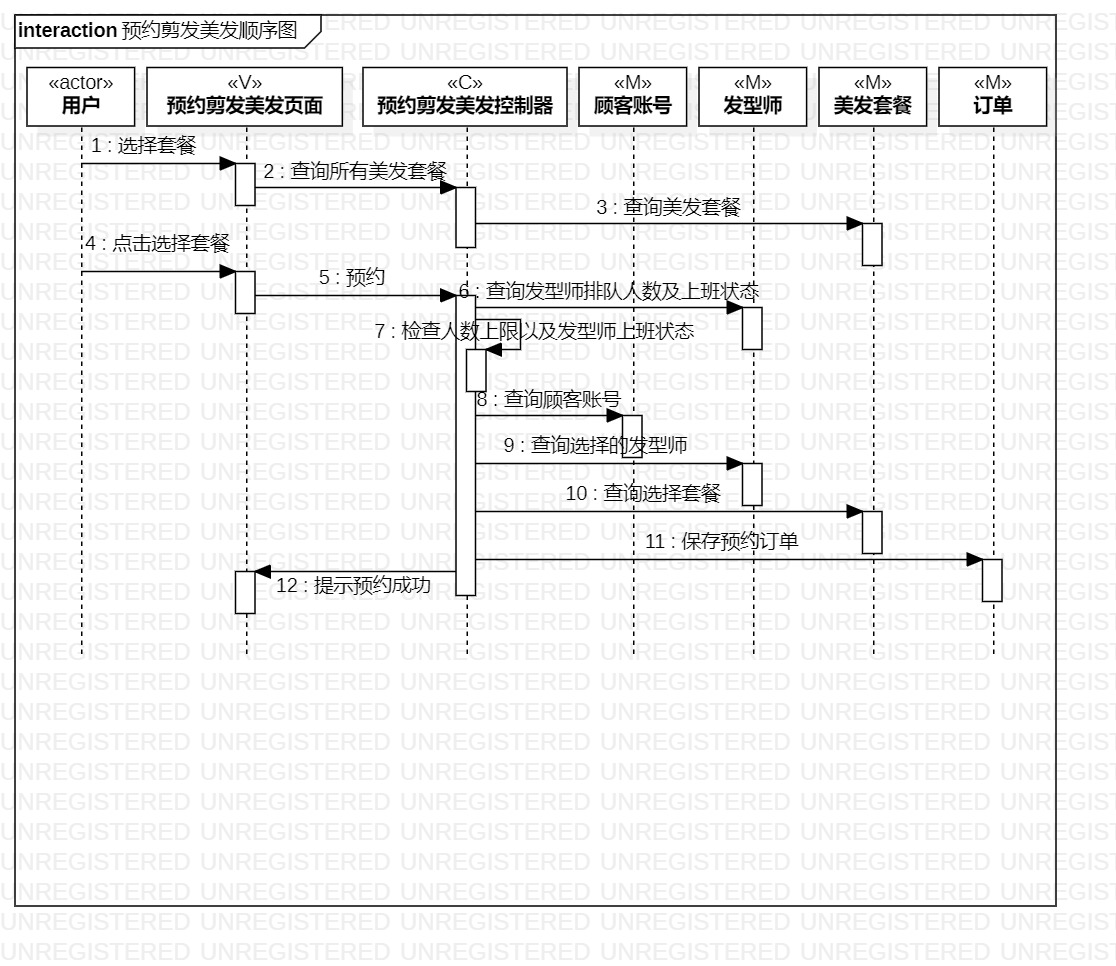 interaction 预约剪发美发顺序图
«actor»
用户
«V»
预约剪发美发页面
«C»
预约剪发美发控制器
«M»
顾客账号
«M»
发型师
«M»
美发套餐
«M»
订单
1 : 选择套餐
2 : 查询所有美发套餐
3 : 查询美发套餐
4 : 点击选择套餐
5 : 预约
6 : 查询发型师排队人数及上班状态
7 : 检查人数上限以及发型师上班状态
8 : 查询顾客账号
9 : 查询选择的发型师
10 : 查询选择套餐
11 : 保存预约订单
12 : 提示预约成功
UNREGISTERED